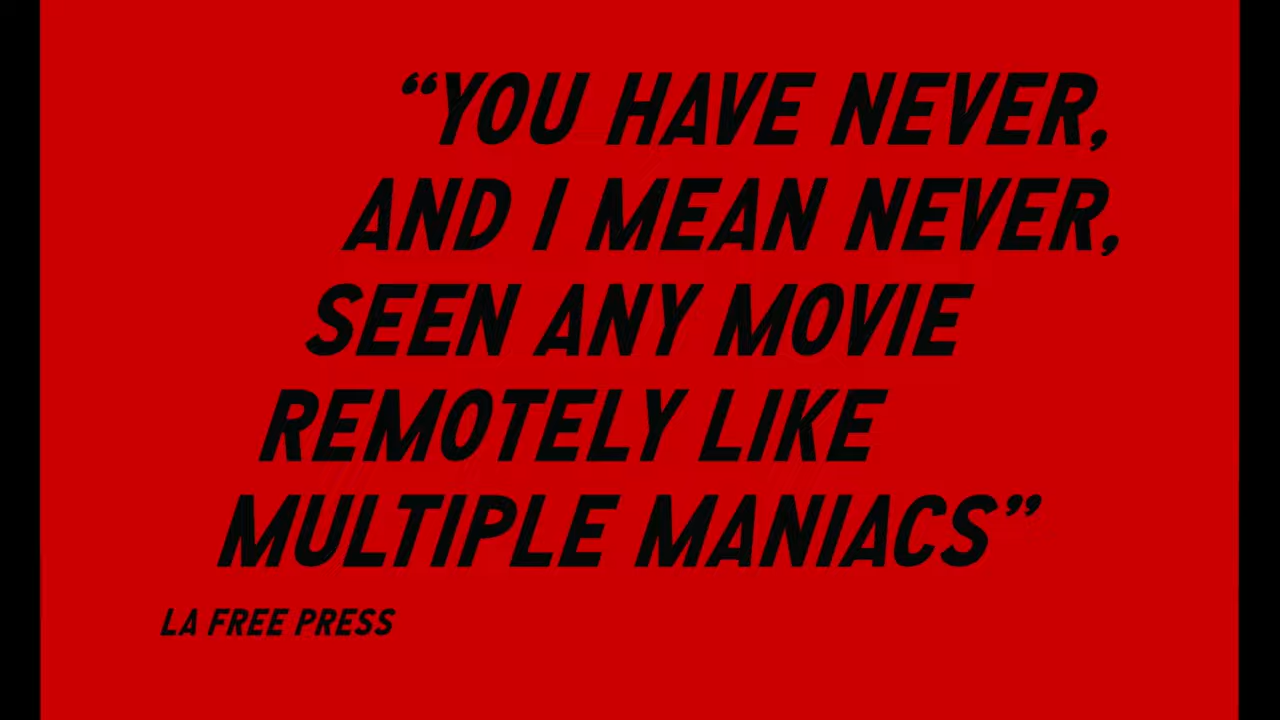 “YOU HAVE NEVER,
AND I MEAN NEVER,
SEEN ANY MOVIE
REMOTELY LIKE
MULTIPLE MANIACS”
LA FREE PRESS